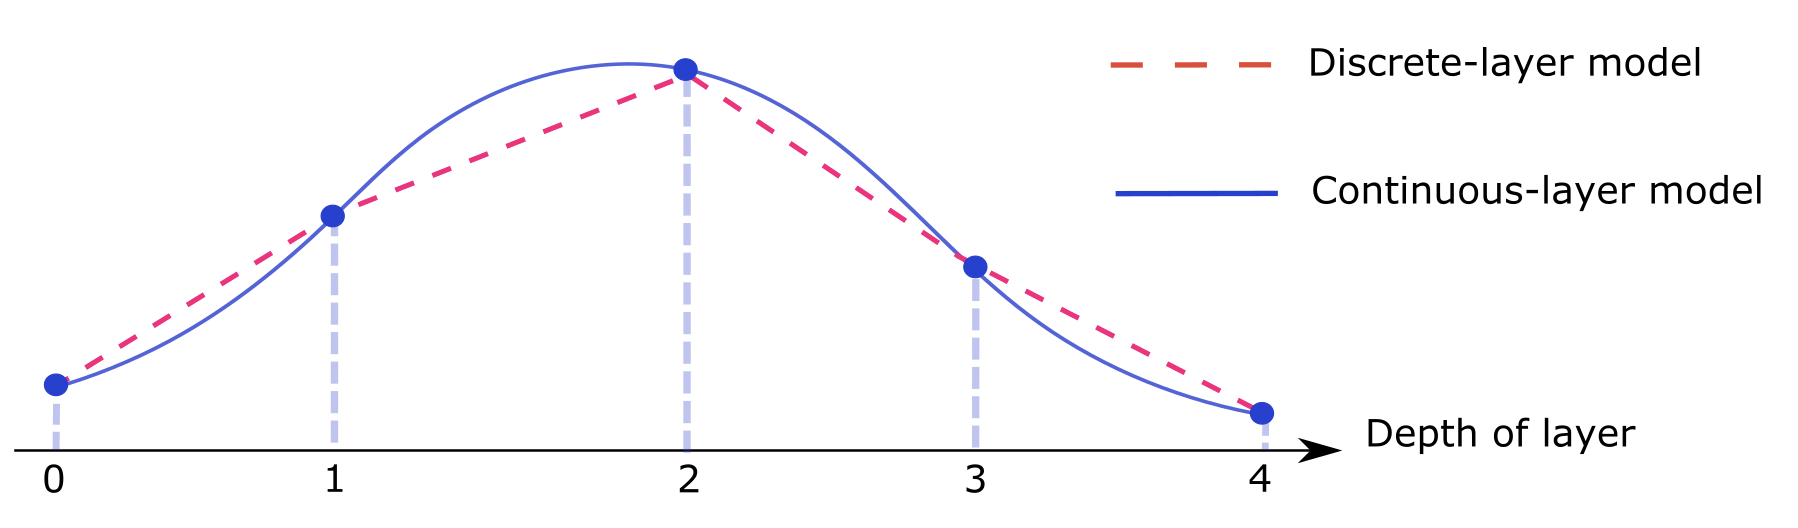 Discrete-layer model
Continuous-layer model
Depth of layer
0 1 2 3 4